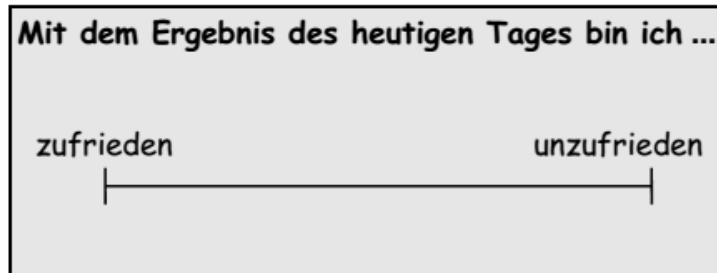 Mit dem Ergebnis des heutigen Tages bin ich ...
zufrieden unzufrieden